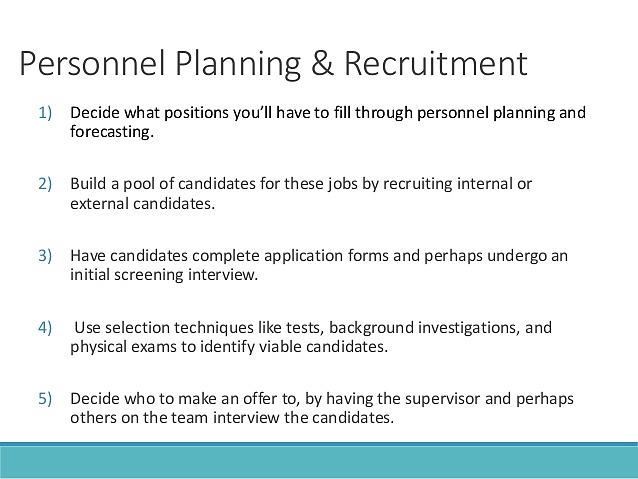 Personnel Planning & Recruitment
1) Decide what positions you’ll have to fill through personnel planning and
forecasting.
2) Build a pool of candidates for these jobs by recruiting internal or
external candidates.
3) Have candidates complete application forms and perhaps undergo an
initial screening interview.
4) Use selection techniques like tests, background investigations, and
physical exams to identify viable candidates.
5) Decide who to make an offer to, by having the supervisor and perhaps
others on the team interview the candidates.